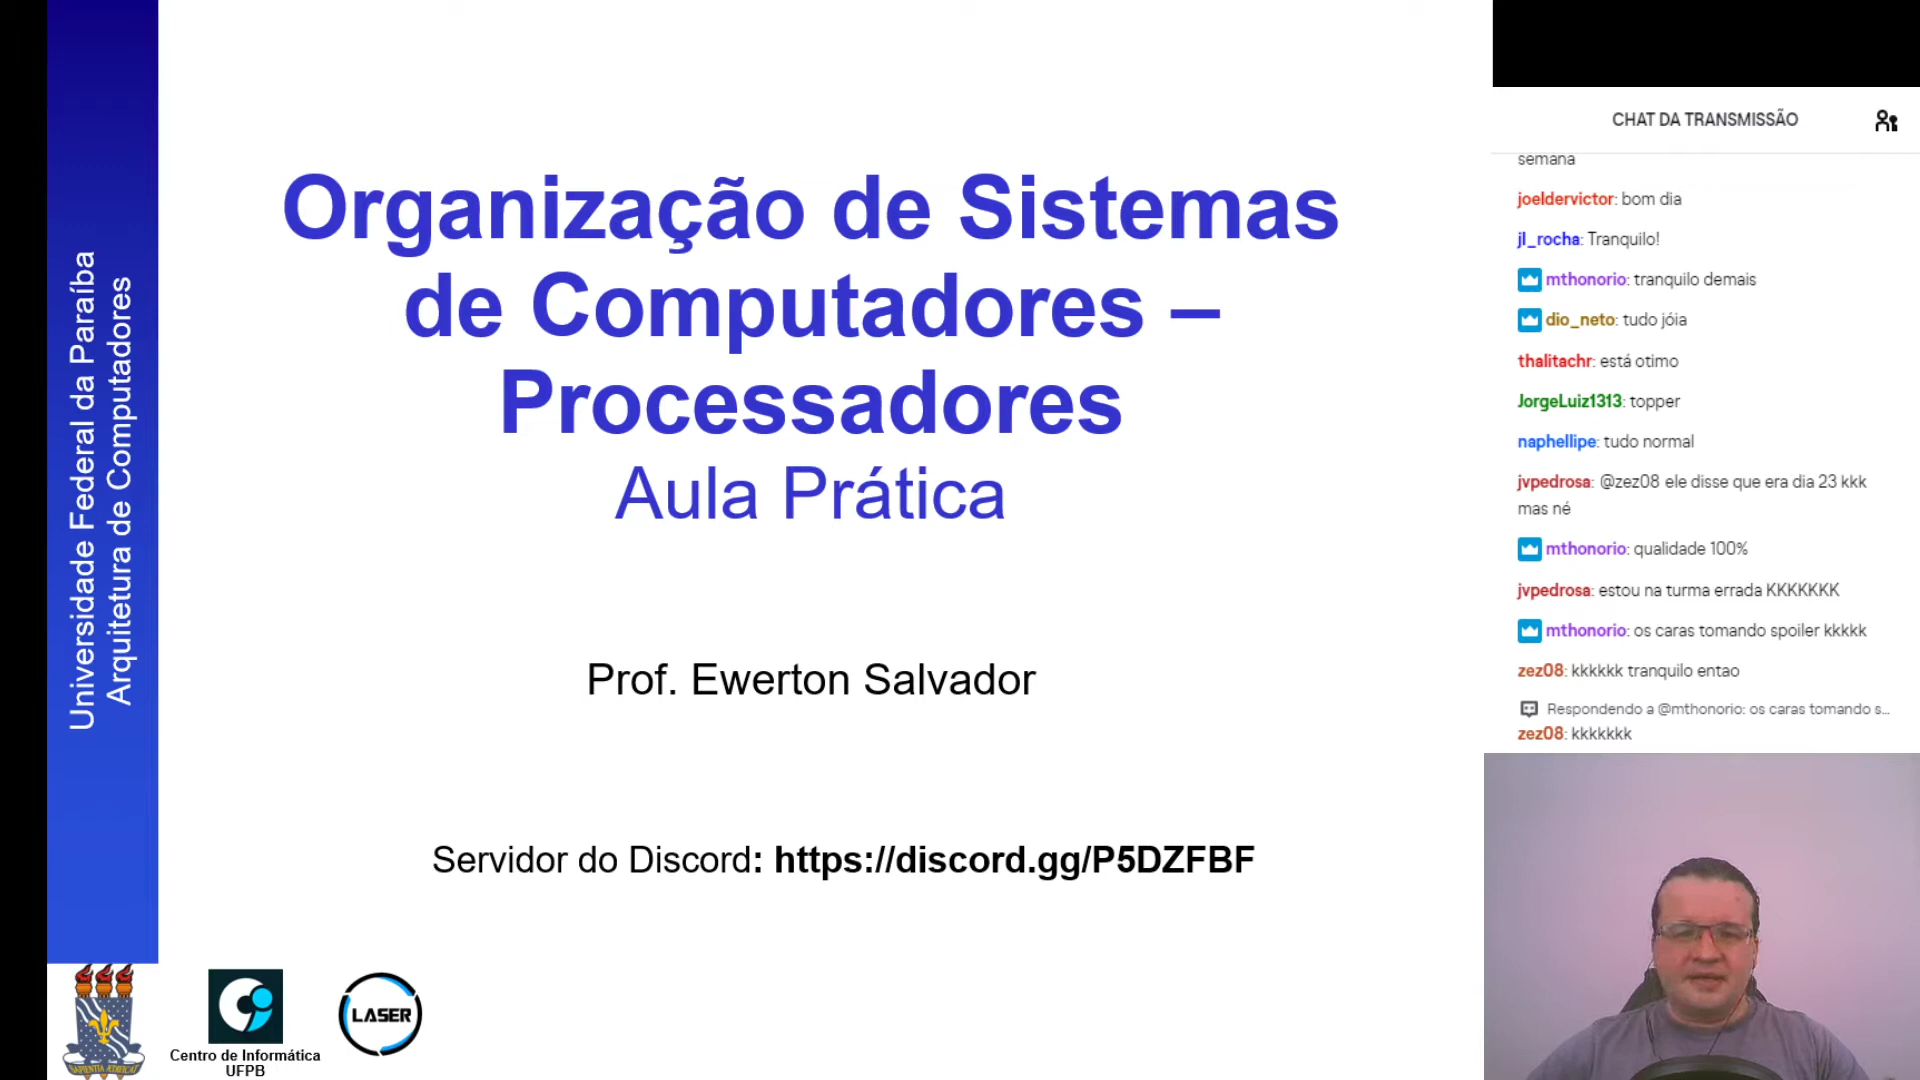 Universidade Federal da Paraíba
Arquitetura de Computadores
Organização de Sistemas
de Computadores –
Processadores
Aula Prática
Prof. Ewerton Salvador
Servidor do Discord: https://discord.gg/P5DZFBF
SAPIENTIA ÆDIFICAT
Centro de Informática
UFPB
LASER
CHAT DA TRANSMISSÃO
semana
joeldervictor: bom dia
jl_rocha: Tranquilo!
mthonorio: tranquilo demais
dio_neto: tudo jóia
thalitachr: está otimo
JorgeLuiz1313: topper
naphellipe: tudo normal
jvpedrosa: @zez08 ele disse que era dia 23 kkk
mas né
mthonorio: qualidade 100%
jvpedrosa: estou na turma errada KKKKKKK
mthonorio: os caras tomando spoiler kkkkk
zez08: kkkkkk tranquilo entao
Respondendo a @mthonorio: os caras tomando s...
zez08: kkkkkkk